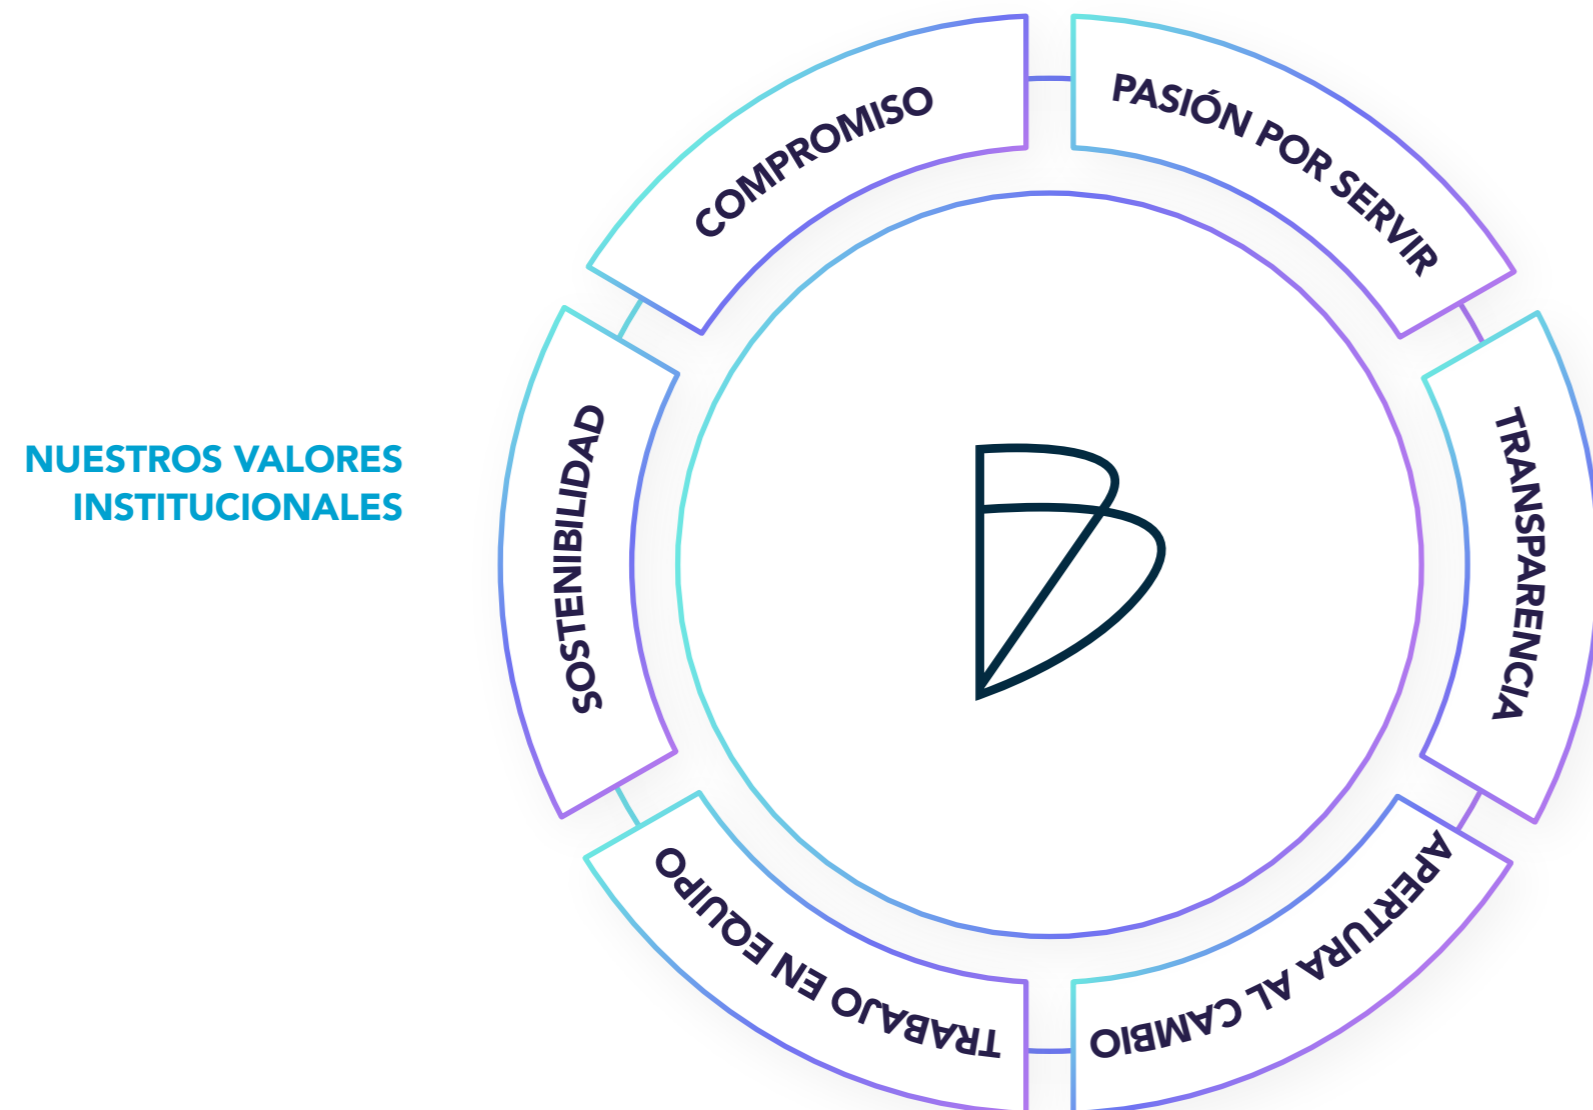 NUESTROS VALORES
INSTITUCIONALES
COMPROMISO
PASIÓN POR SERVIR
TRANSPARENCIA
APERTURA AL CAMBIO
TRABAJO EN EQUIPO
SOSTENIBILIDAD